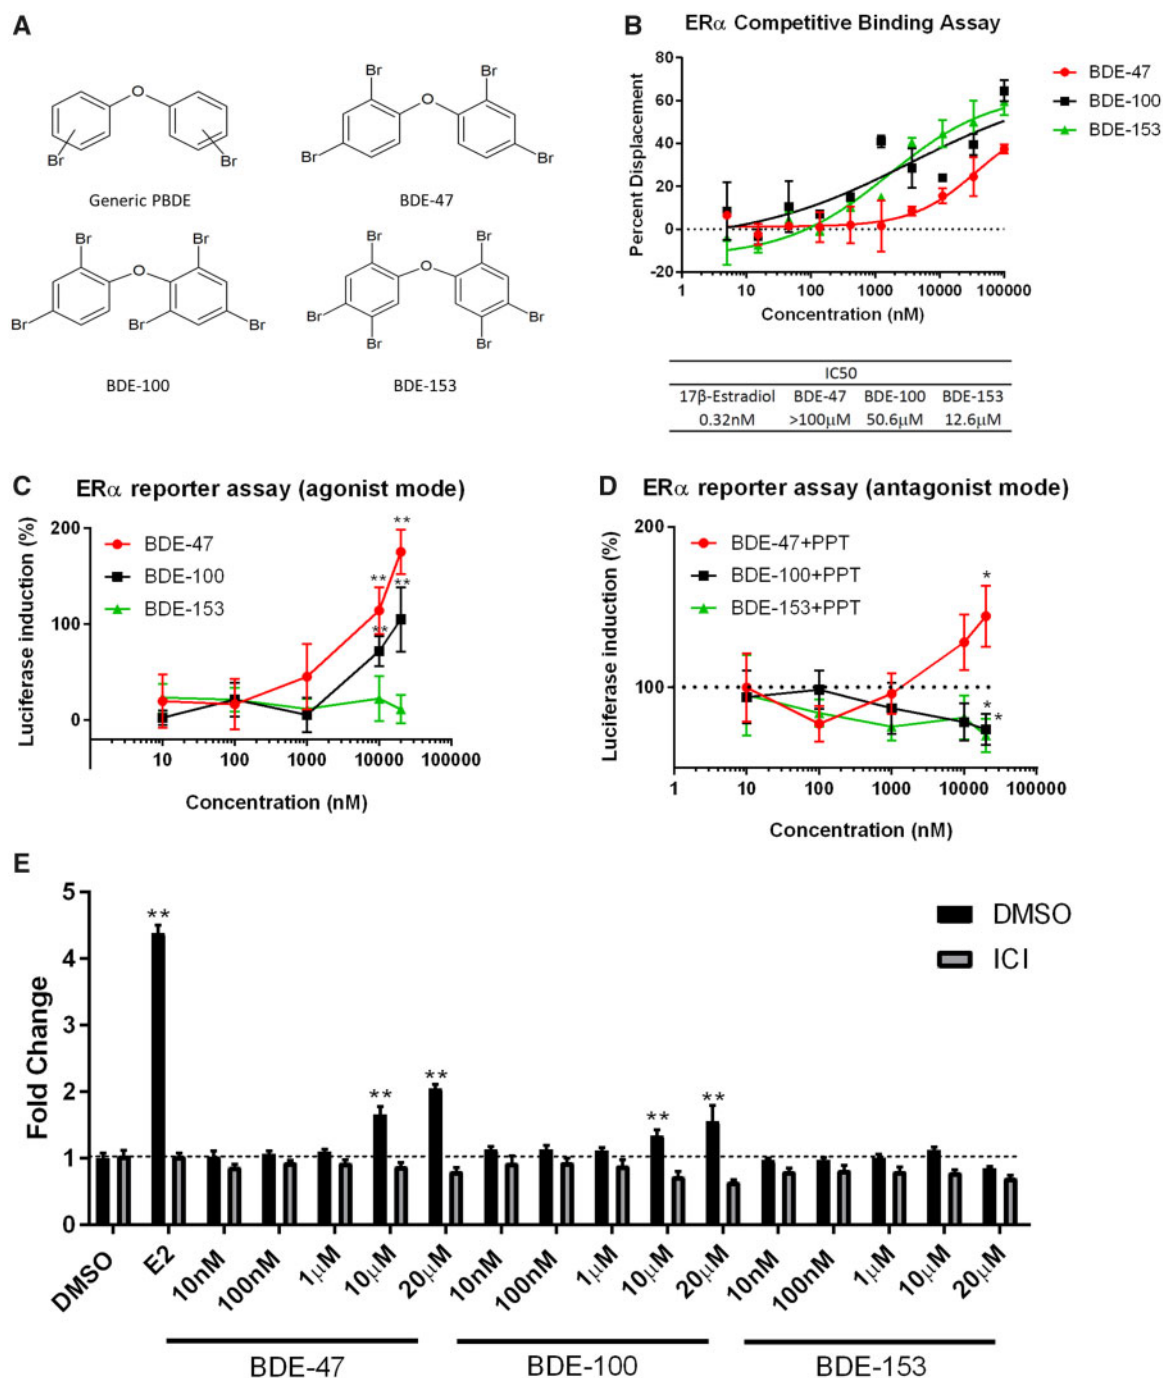 A
Br
Br
O
Generic PBDE
Br
Br
O
Br
Br
BDE-47
Br
Br
O
Br
Br
Br
BDE-100
Br
Br
O
Br
Br
Br
Br
BDE-153
B
ERα Competitive Binding Assay
Percent Displacement
80
60
40
20
0
-20
1
10
100
1000
10000
100000
Concentration (nM)
BDE-47
BDE-100
BDE-153
IC50
17β-Estradiol BDE-47 BDE-100 BDE-153
0.32nM >100μM 50.6μM 12.6μM
C
ERα reporter assay (agonist mode)
Luciferase induction (%)
200
100
0
BDE-47
BDE-100
BDE-153
**
**
**
**
10
100
1000
10000
100000
Concentration (nM)
D
ERα reporter assay (antagonist mode)
Luciferase induction (%)
200
100
BDE-47+PPT
BDE-100+PPT
BDE-153+PPT
*
*
*
1
10
100
1000
10000
100000
Concentration (nM)
E
Fold Change
5
4
3
2
1
0
**
**
**
**
**
DMSO
ICI
DMSO
E2
10nM
100nM
1μM
10μM
20μM
10nM
100nM
1μM
10μM
20μM
10nM
100nM
1μM
10μM
20μM
BDE-47
BDE-100
BDE-153